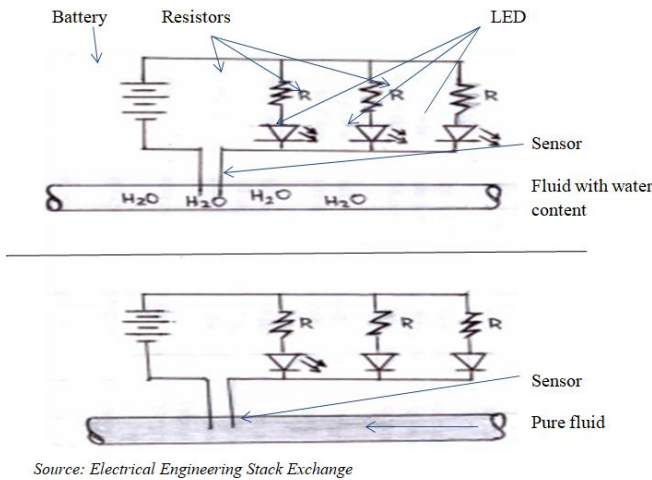 Battery Resistors LED
R R R
Sensor
Fluid with water
content
H2O H2O H2O H2O
R R R
Sensor
Pure fluid
Source: Electrical Engineering Stack Exchange